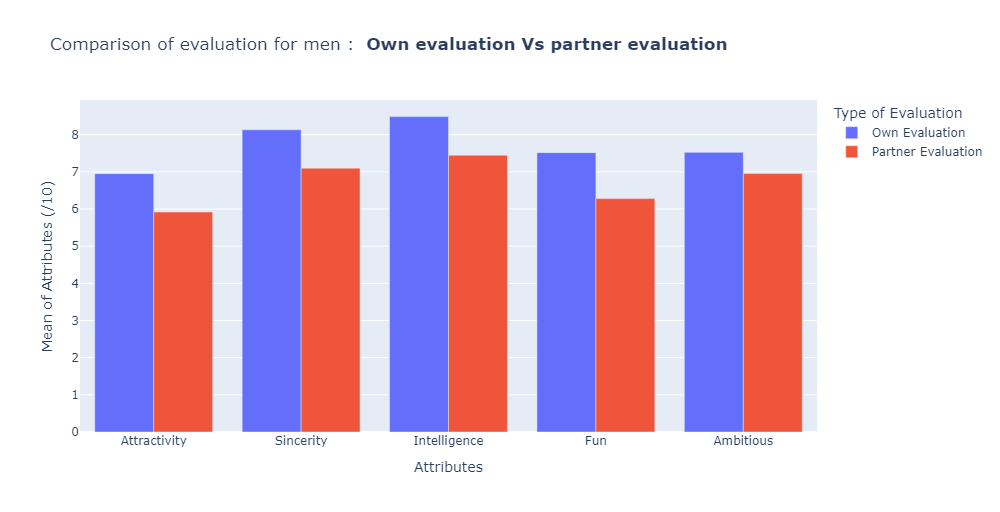 Comparison of evaluation for men :  Own evaluation Vs partner evaluation
Type of Evaluation
Own Evaluation
Partner Evaluation
Mean of Attributes (/10)
8
7
6
5
4
3
2
1
0
Attractivity Sincerity Intelligence Fun Ambitious
Attributes